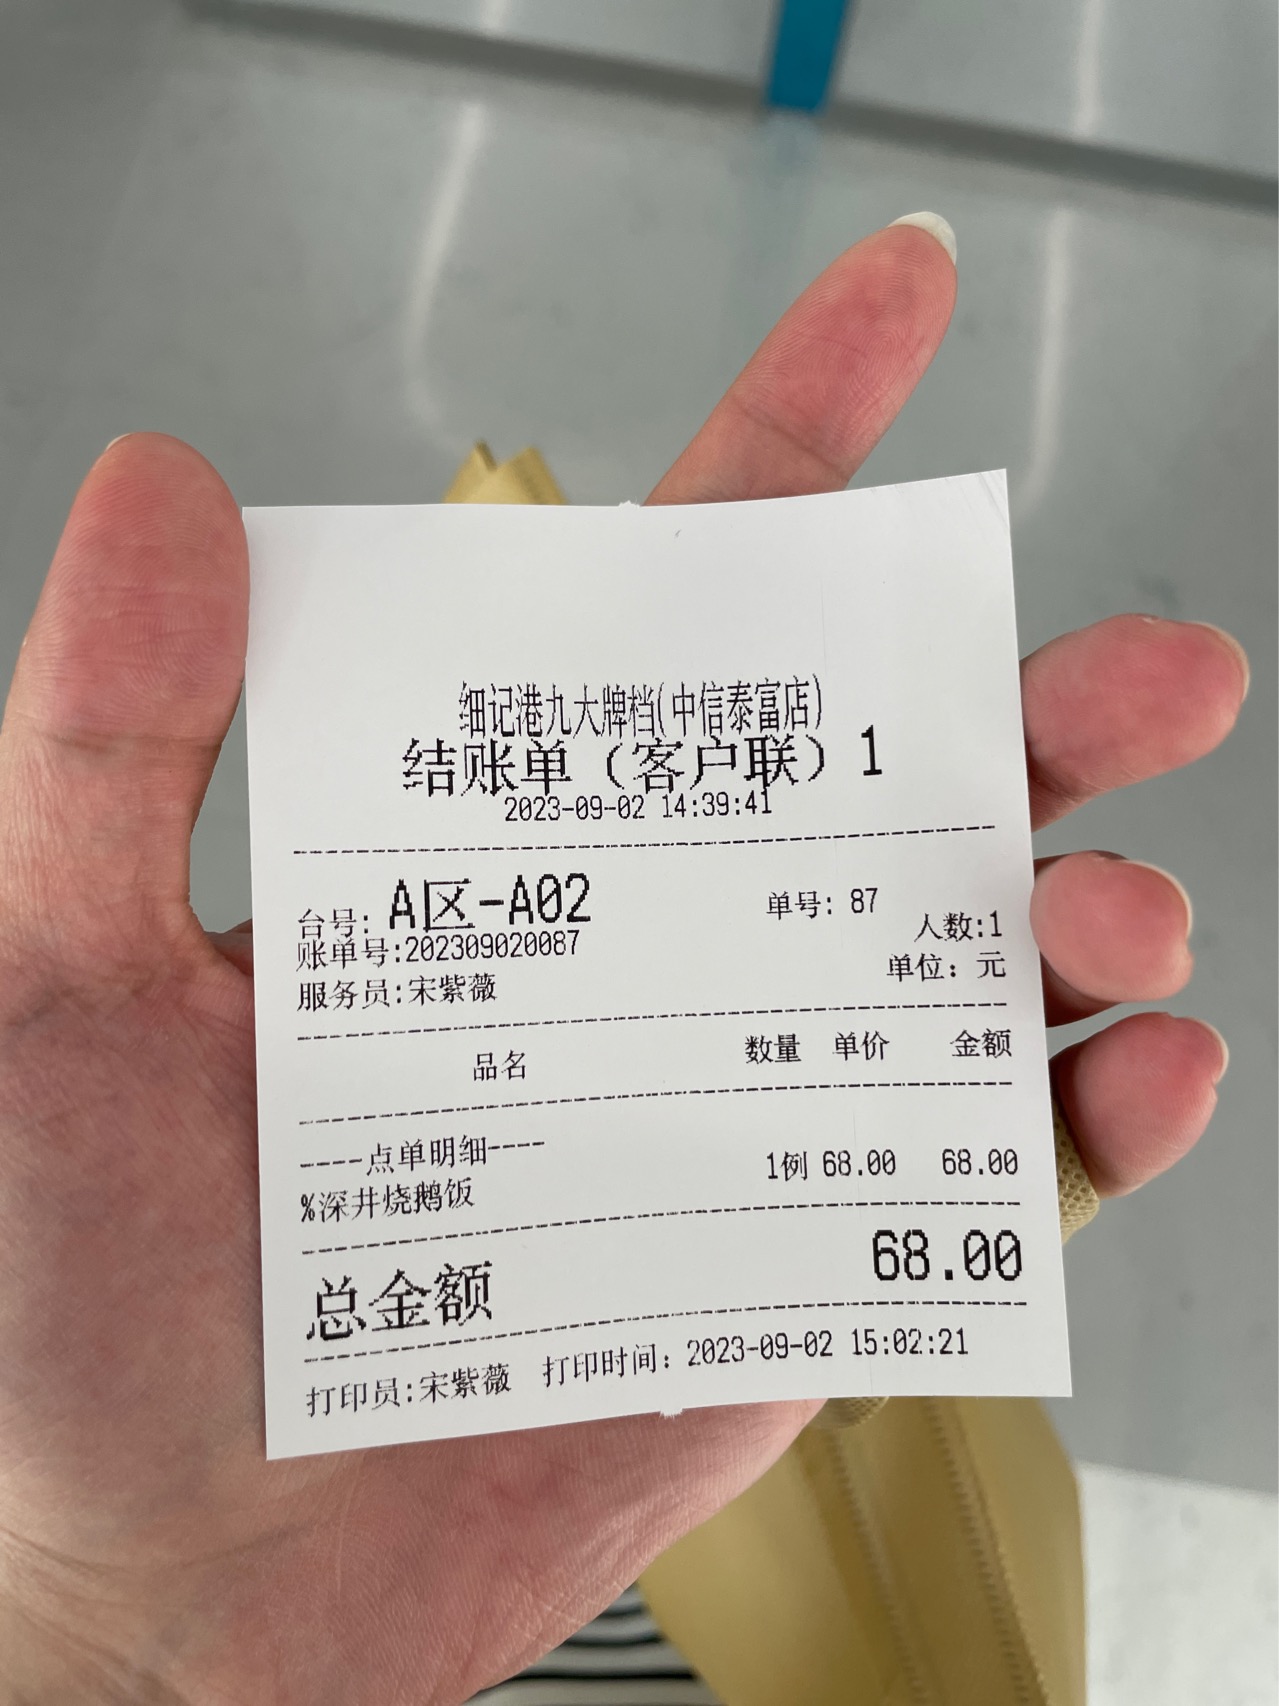 细记港九大牌档(中信泰富店)
结账单（客户联）1
2023-09-02 14:39:41
台号: A区-A02 单号: 87
账单号:202309020087 人数:1
服务员:宋紫薇 单位: 元
品名 数量 单价 金额
----点单明细----
%深井烧鹅饭 1例 68.00 68.00
总金额 68.00
打印员:宋紫薇 打印时间: 2023-09-02 15:02:21